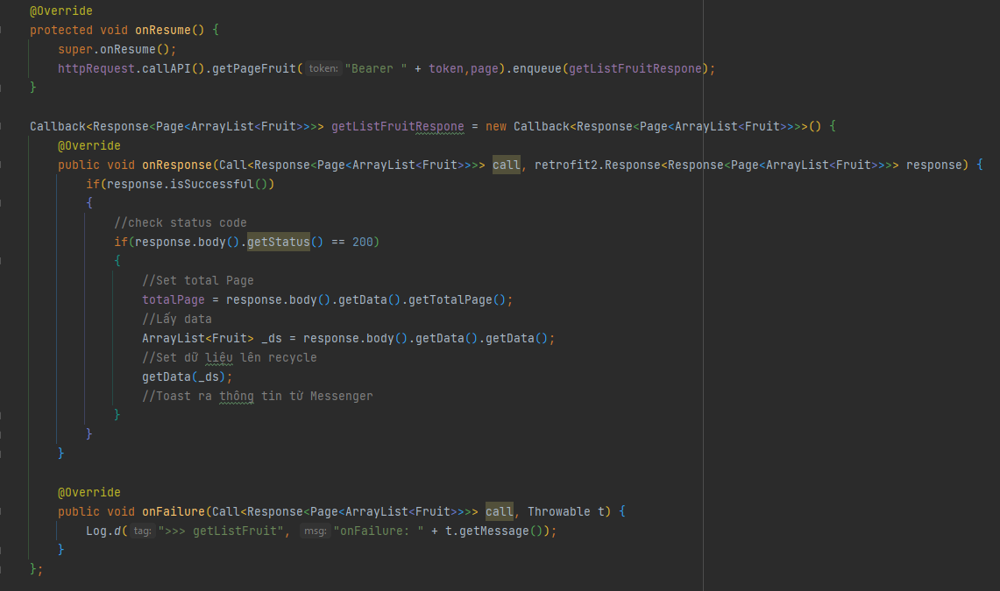 @Override
protected void onResume() {
super.onResume();
httpRequest.callAPI().getPageFruit( token: "Bearer " + token,page).enqueue(getListFruitRespone);
}
Callback<Response<Page<ArrayList<Fruit>>>> getListFruitRespone = new Callback<Response<Page<ArrayList<Fruit>>>>() {
@Override
public void onResponse(Call<Response<Page<ArrayList<Fruit>>>> call, retrofit2.Response<Response<Page<ArrayList<Fruit>>>> response) {
if(response.isSuccessful())
{
//check status code
if(response.body().getStatus() == 200)
{
//Set total Page
totalPage = response.body().getData().getTotalPage();
//Lấy data
ArrayList<Fruit> _ds = response.body().getData().getData();
//Set dữ liệu lên recycle
getData(_ds);
//Toast ra thông tin từ Messenger
}
}
}
@Override
public void onFailure(Call<Response<Page<ArrayList<Fruit>>>> call, Throwable t) {
Log.d( tag: ">>> getListFruit", msg: "onFailure: " + t.getMessage());
}
};